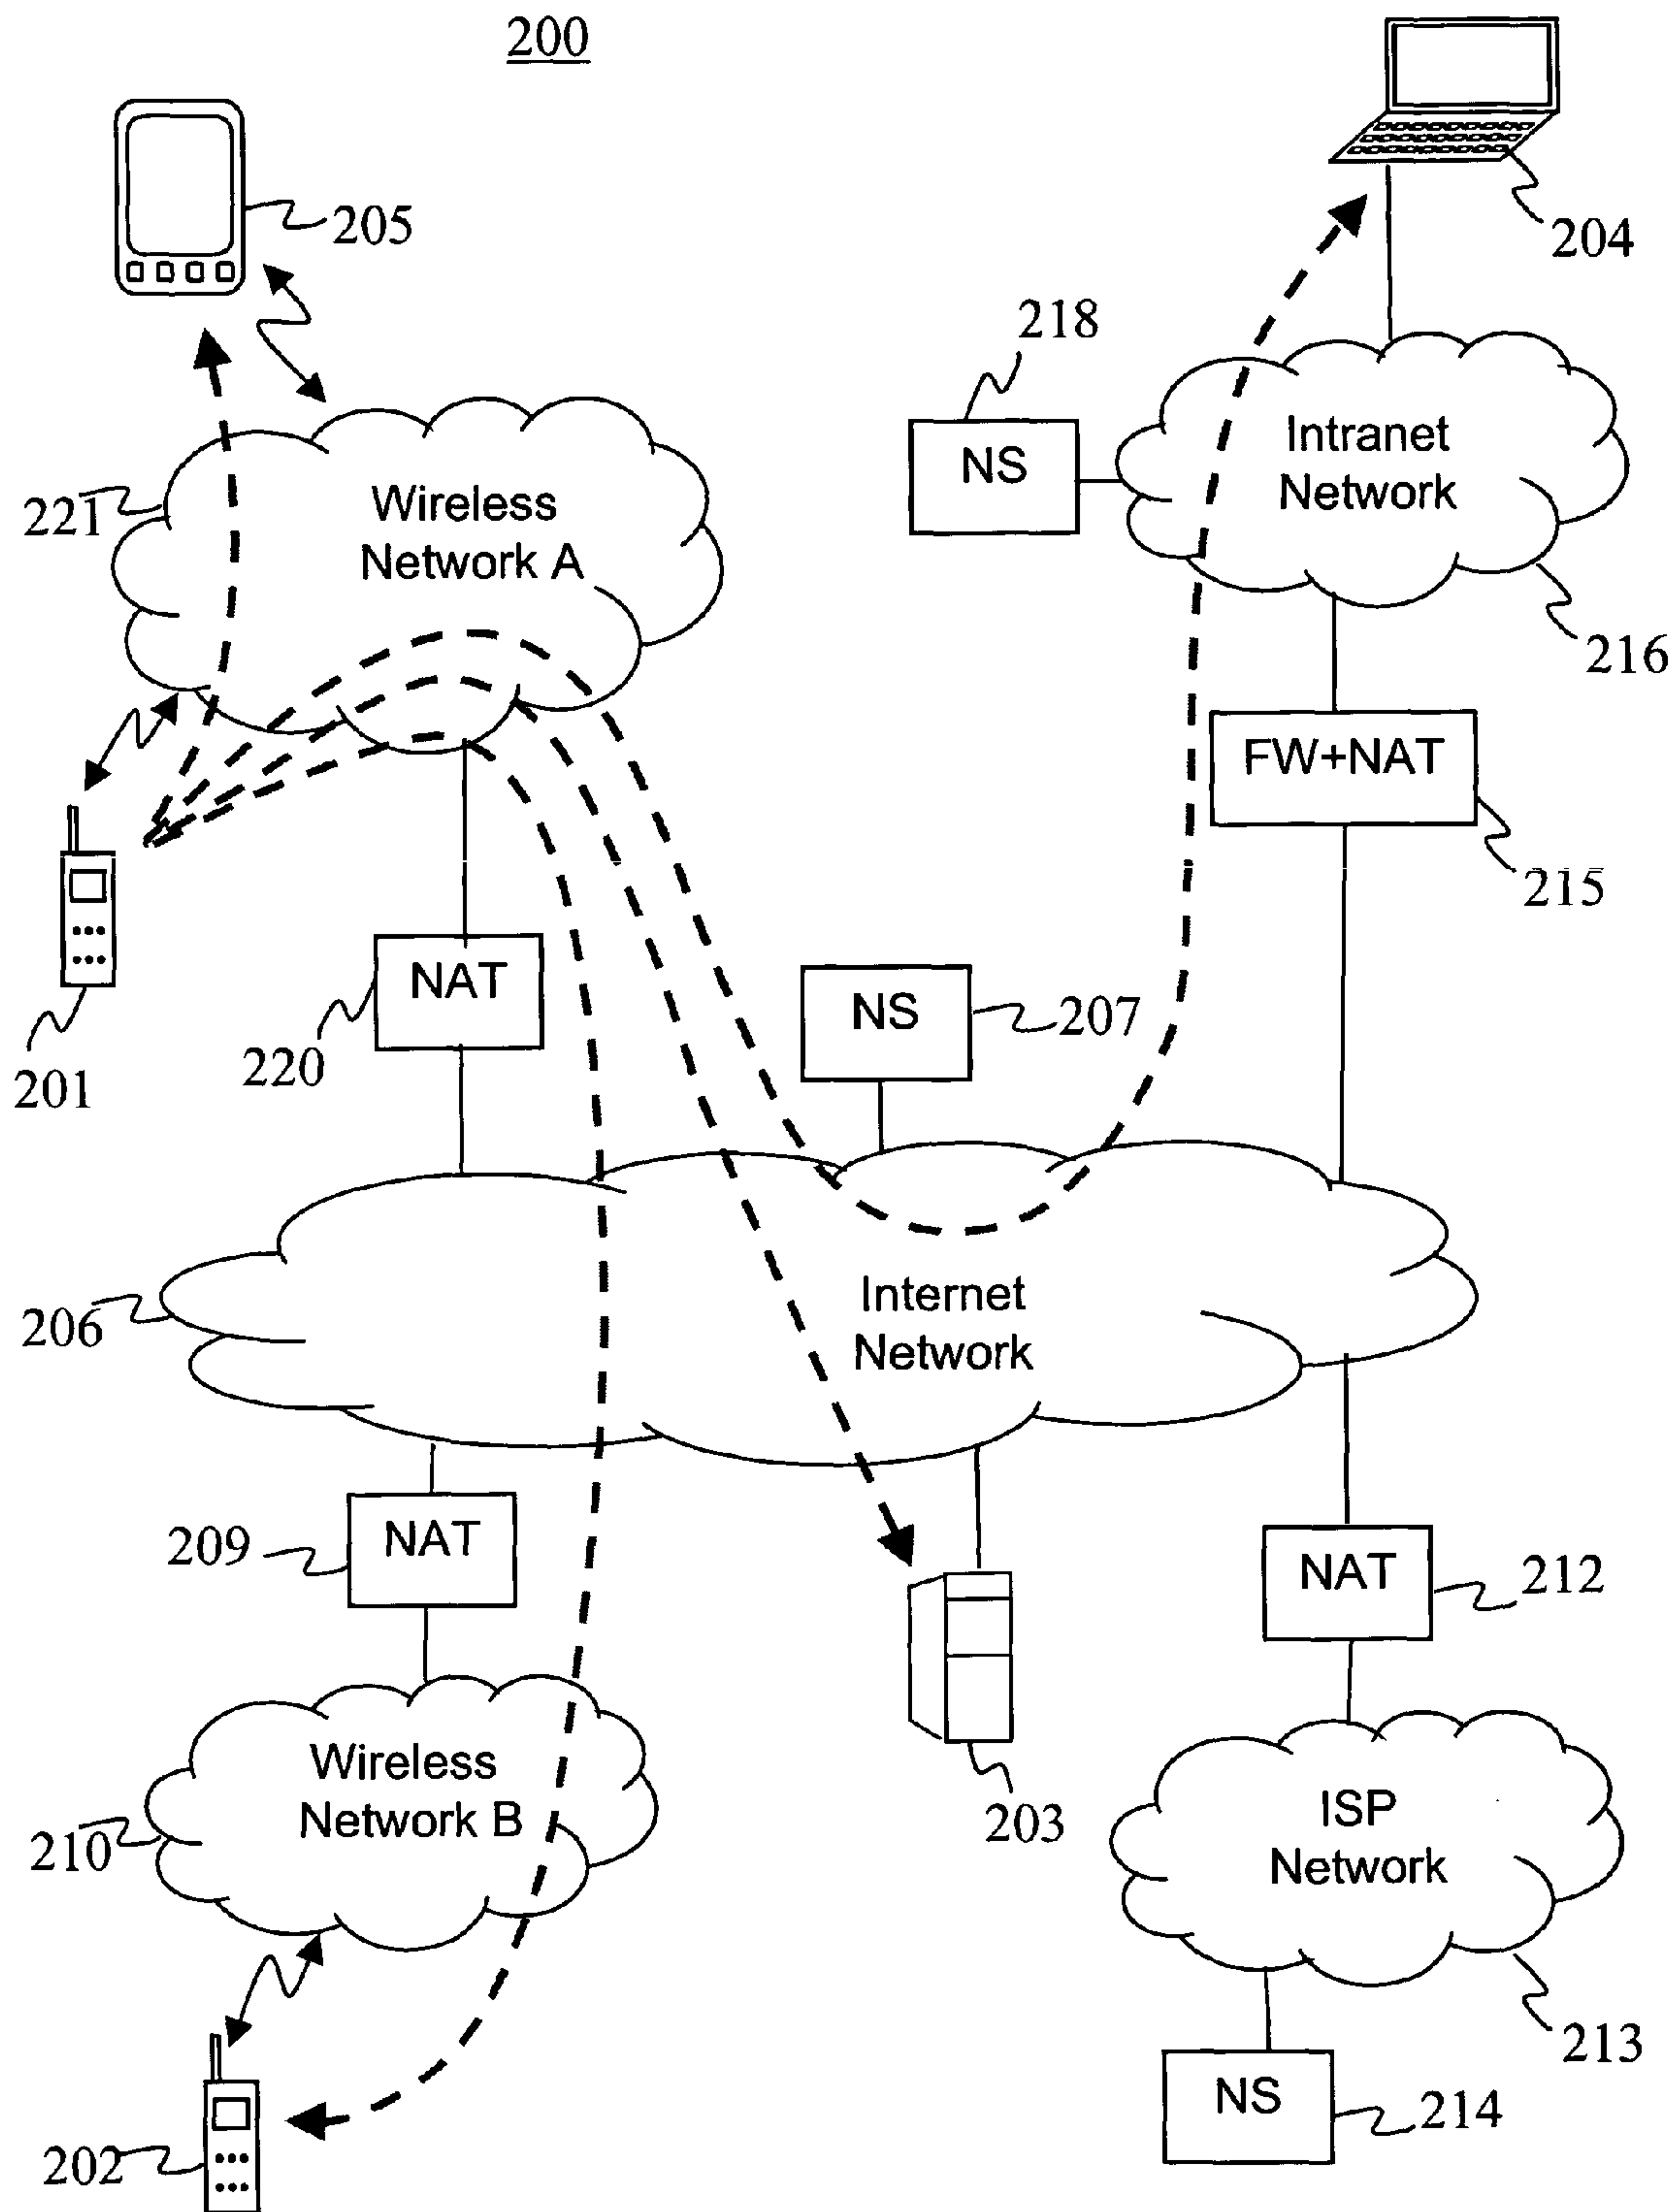 200
205
204
218
NS
Intranet
Network
221
Wireless
Network A
216
FW+NAT
215
201
NAT
220
NS
207
206
Internet
Network
NAT
209
NAT
212
Wireless
Network B
210
203
ISP
Network
213
NS
214
202